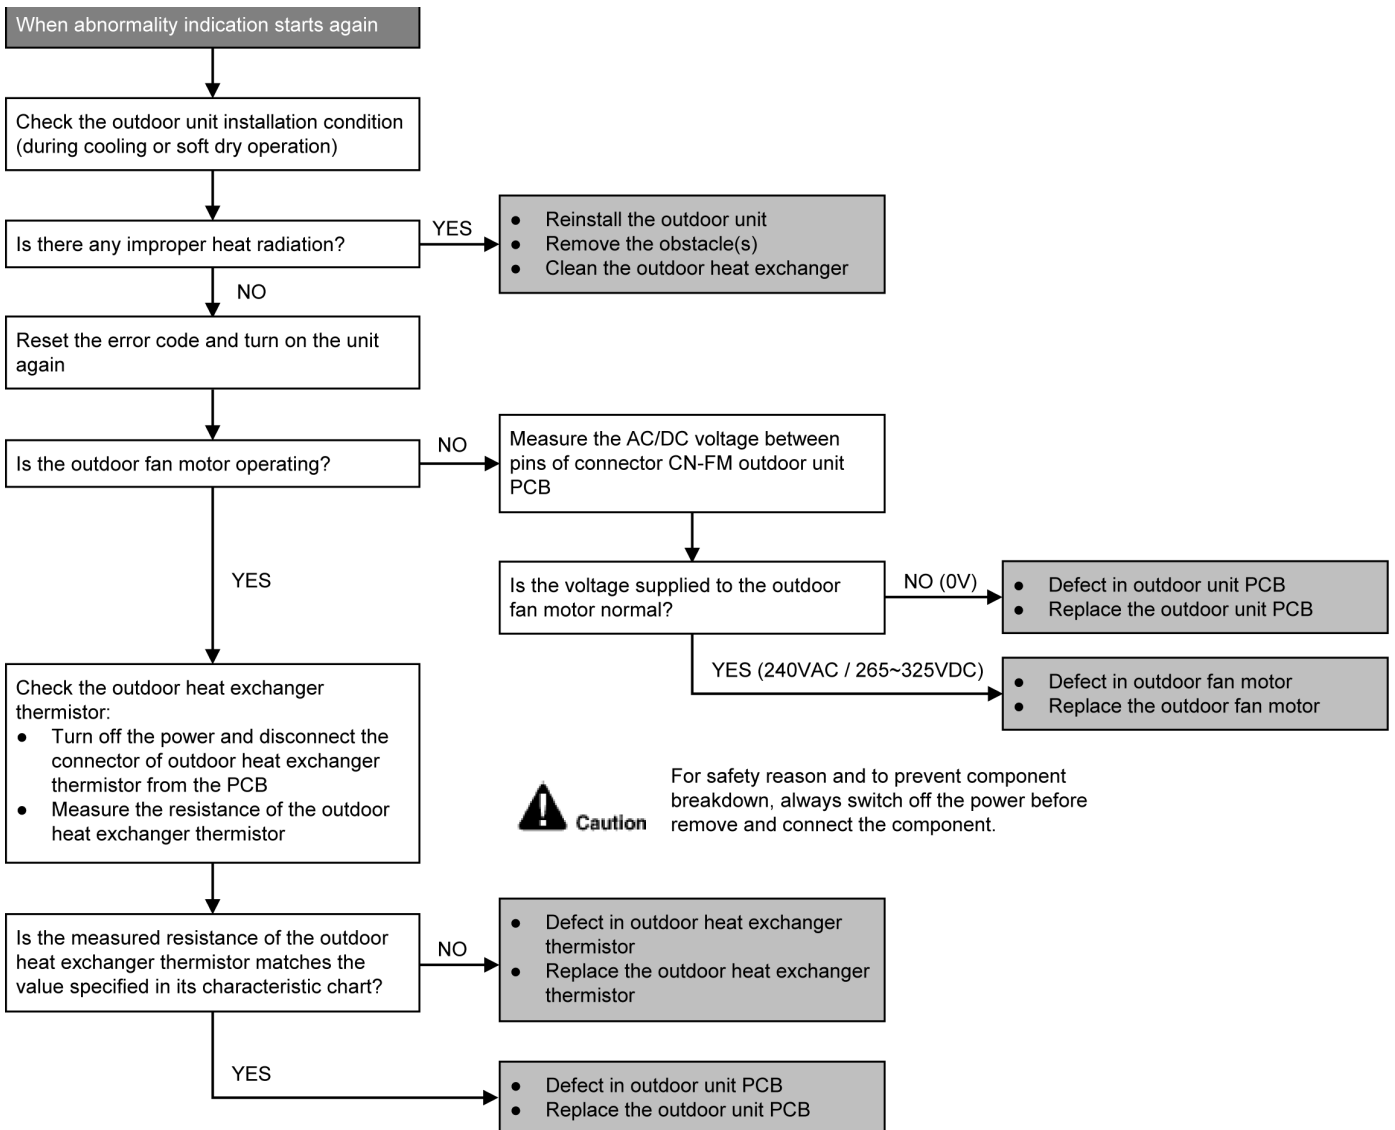 When abnormality indication starts again
Check the outdoor unit installation condition
(during cooling or soft dry operation)
Is there any improper heat radiation?
YES
● Reinstall the outdoor unit
● Remove the obstacle(s)
● Clean the outdoor heat exchanger
NO
Reset the error code and turn on the unit
again
Is the outdoor fan motor operating?
NO
Measure the AC/DC voltage between
pins of connector CN-FM outdoor unit
PCB
YES
Is the voltage supplied to the outdoor
fan motor normal?
NO (0V)
● Defect in outdoor unit PCB
● Replace the outdoor unit PCB
YES (240VAC / 265~325VDC)
● Defect in outdoor fan motor
● Replace the outdoor fan motor
Check the outdoor heat exchanger
thermistor:
● Turn off the power and disconnect the
connector of outdoor heat exchanger
thermistor from the PCB
● Measure the resistance of the outdoor
heat exchanger thermistor
Caution
For safety reason and to prevent component
breakdown, always switch off the power before
remove and connect the component.
Is the measured resistance of the outdoor
heat exchanger thermistor matches the
value specified in its characteristic chart?
NO
● Defect in outdoor heat exchanger
thermistor
● Replace the outdoor heat exchanger
thermistor
YES
● Defect in outdoor unit PCB
● Replace the outdoor unit PCB